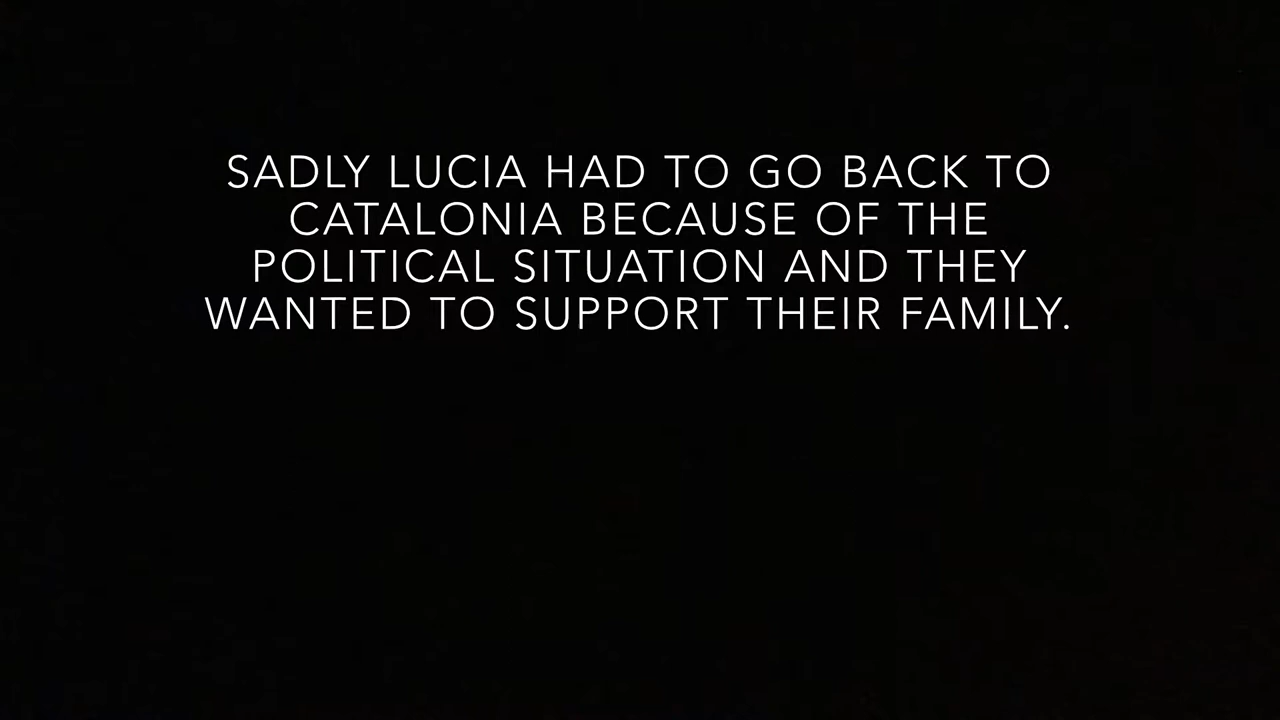 SADLY LUCIA HAD TO GO BACK TO
CATALONIA BECAUSE OF THE
POLITICAL SITUATION AND THEY
WANTED TO SUPPORT THEIR FAMILY.